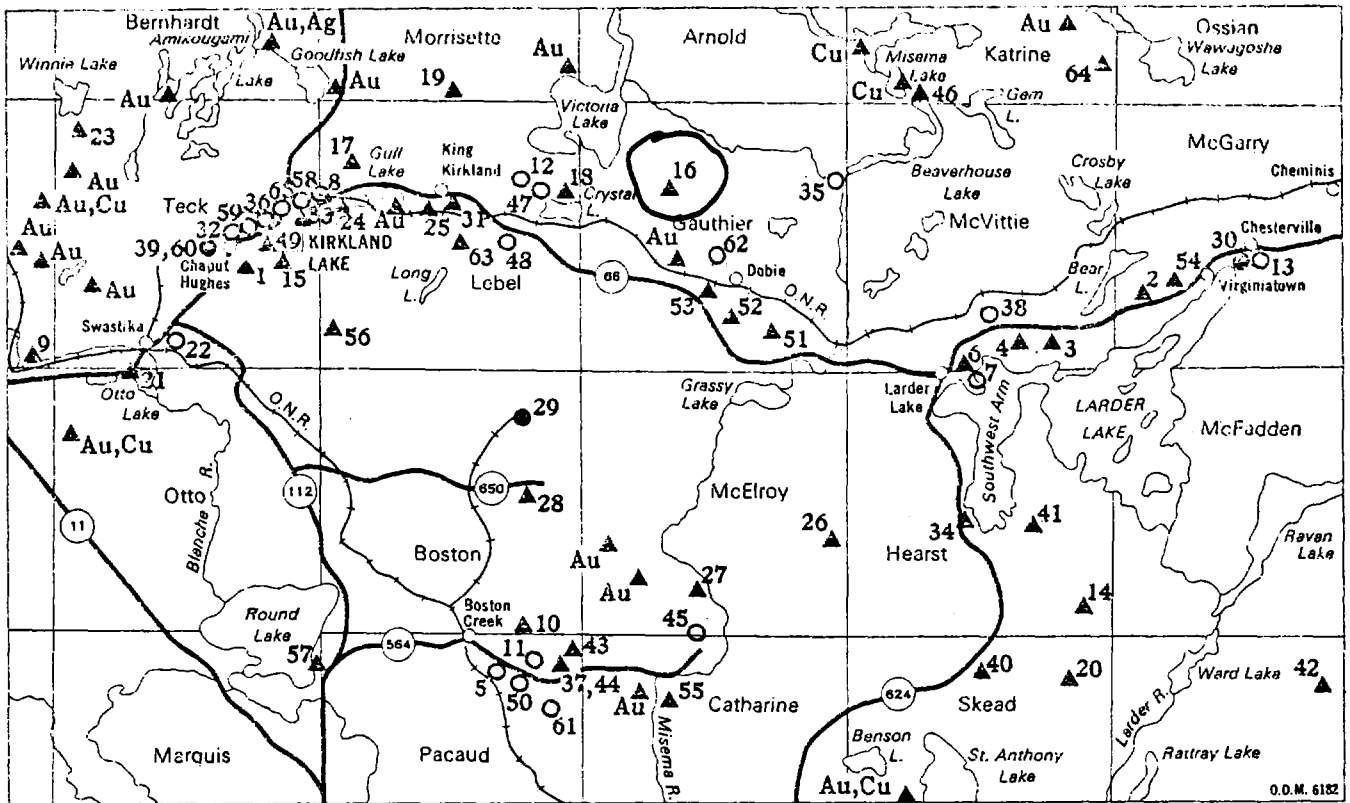 Bernhardt
Au,Ag
Morrisette
Arnold
Au
Ossian
Amikougami
Lake
Goodfish Lake
Au
Cu
Misema
Lake
Katrine
Wawagoshe
Lake
Winnie Lake
Au
Au
19
Cu
46
64
Gem
L.
Victoria
Lake
23
17
Gull
Lake
King
Kirkland
12
16
McGarry
Au
58
8
47
18
Crystal
L.
35
Beaverhouse
Lake
Crosby
Lake
Cheminis
Au,Cu
Teck
59
36
24
Au
25
31
Gauthier
McVittie
Au
32
49
KIRKLAND
LAKE
63
48
Au
62
Chesterville
30
13
39,60
Chaput
Hughes
1
15
Long
L.
Lebel
66
Dobie
Bear
L.
2
54
Virginiatown
Au
Au
53
52
O.N.R.
51
38
Swastika
56
9
22
4
3
6
7
21
Otto
Lake
O.N.R.
Grassy
Lake
Larder
Lake
LARDER
LAKE
Southwest Arm
Au,Cu
29
McFadden
Otto
112
650
28
McElroy
11
Blanche R.
26
34
41
Raven
Lake
Boston
Au
Hearst
Au
27
14
Round
Lake
Boston
Creek
10
45
57
564
11
43
5
50
37,44
Au
55
40
20
Ward Lake
42
61
Catharine
624
Skead
Larder R.
Marquis
Pacaud
Misema R.
Benson
L.
St. Anthony
Lake
Rattray Lake
Au,Cu
O.D.M. 6182